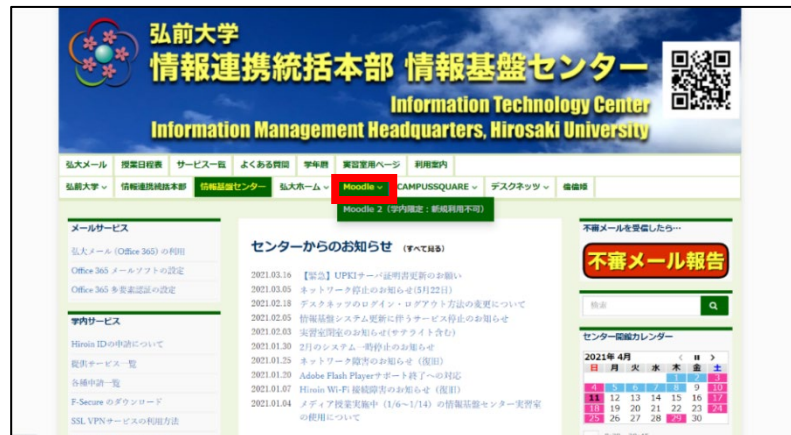 弘前大学
情報連携統括本部 情報基盤センター
Information Technology Center
Information Management Headquarters, Hirosaki University
弘大メール 授業日程表 サービス一覧 よくある質問 学年暦 実習室用ページ 利用案内
弘前大学 情報連携統括本部 情報基盤センター 弘大ホーム Moodle CAMPUSSQUARE デスクネッツ
Moodle 2（学内限定：新規利用不可）
メールサービス
弘大メール (Office 365) の利用
Office 365 メールソフトの設定
Office 365 多要素認証の設定
学内サービス
Hiroin IDの申請について
提供サービス一覧
各種申請一覧
F-Secure のダウンロード
SSL VPNサービスの利用方法
センターからのお知らせ （すべて見る）
2021.03.16 【緊急】UPKIサーバ証明書更新のお願い
2021.03.05 ネットワーク停止のお知らせ(5月22日)
2021.02.18 デスクネッツのログイン・ログアウト方法の変更について
2021.02.05 情報基盤システム更新に伴うサービス停止のお知らせ
2021.02.03 実習室閉室のお知らせ(サテライト含む)
2021.01.30 2月のシステム一時停止のお知らせ
2021.01.25 ネットワーク障害のお知らせ（復旧）
2021.01.20 Adobe Flash Playerサポート終了への対応
2021.01.07 Hiroin Wi-Fi 接続障害のお知らせ（復旧）
2021.01.04 メディア授業実施中（1/6～1/14）の情報基盤センター実習室
の使用について
不審メールを受信したら…
不審メール報告
検索
センター開館カレンダー
2021年 4月
日 月 火 水 木 金 土
1 2 3
4 5 6 7 8 9 10
11 12 13 14 15 16 17
18 19 20 21 22 23 24
25 26 27 28 29 30